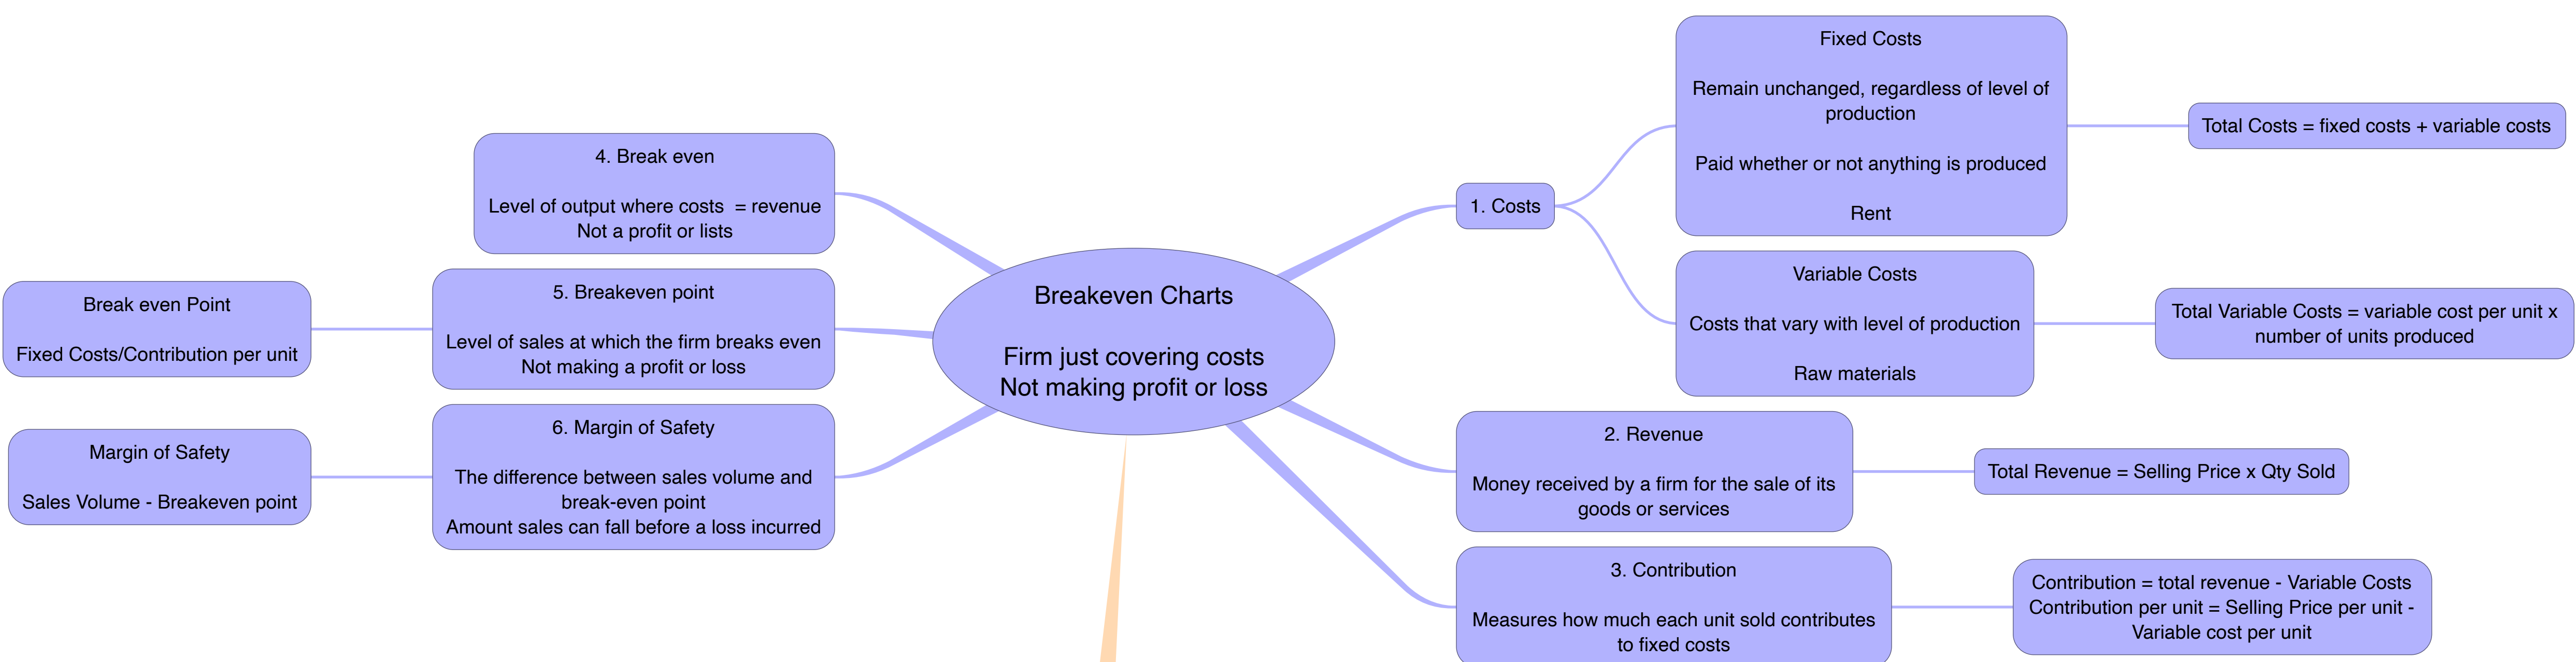 Breakeven Charts
Firm just covering costs
Not making profit or loss
1. Costs
Fixed Costs
Remain unchanged, regardless of level of
production
Paid whether or not anything is produced
Rent
Total Costs = fixed costs + variable costs
Variable Costs
Costs that vary with level of production
Raw materials
Total Variable Costs = variable cost per unit x
number of units produced
2. Revenue
Money received by a firm for the sale of its
goods or services
Total Revenue = Selling Price x Qty Sold
3. Contribution
Measures how much each unit sold contributes
to fixed costs
Contribution = total revenue - Variable Costs
Contribution per unit = Selling Price per unit -
Variable cost per unit
4. Break even
Level of output where costs  = revenue
Not a profit or lists
5. Breakeven point
Level of sales at which the firm breaks even
Not making a profit or loss
Break even Point
Fixed Costs/Contribution per unit
6. Margin of Safety
The difference between sales volume and
break-even point
Amount sales can fall before a loss incurred
Margin of Safety
Sales Volume - Breakeven point